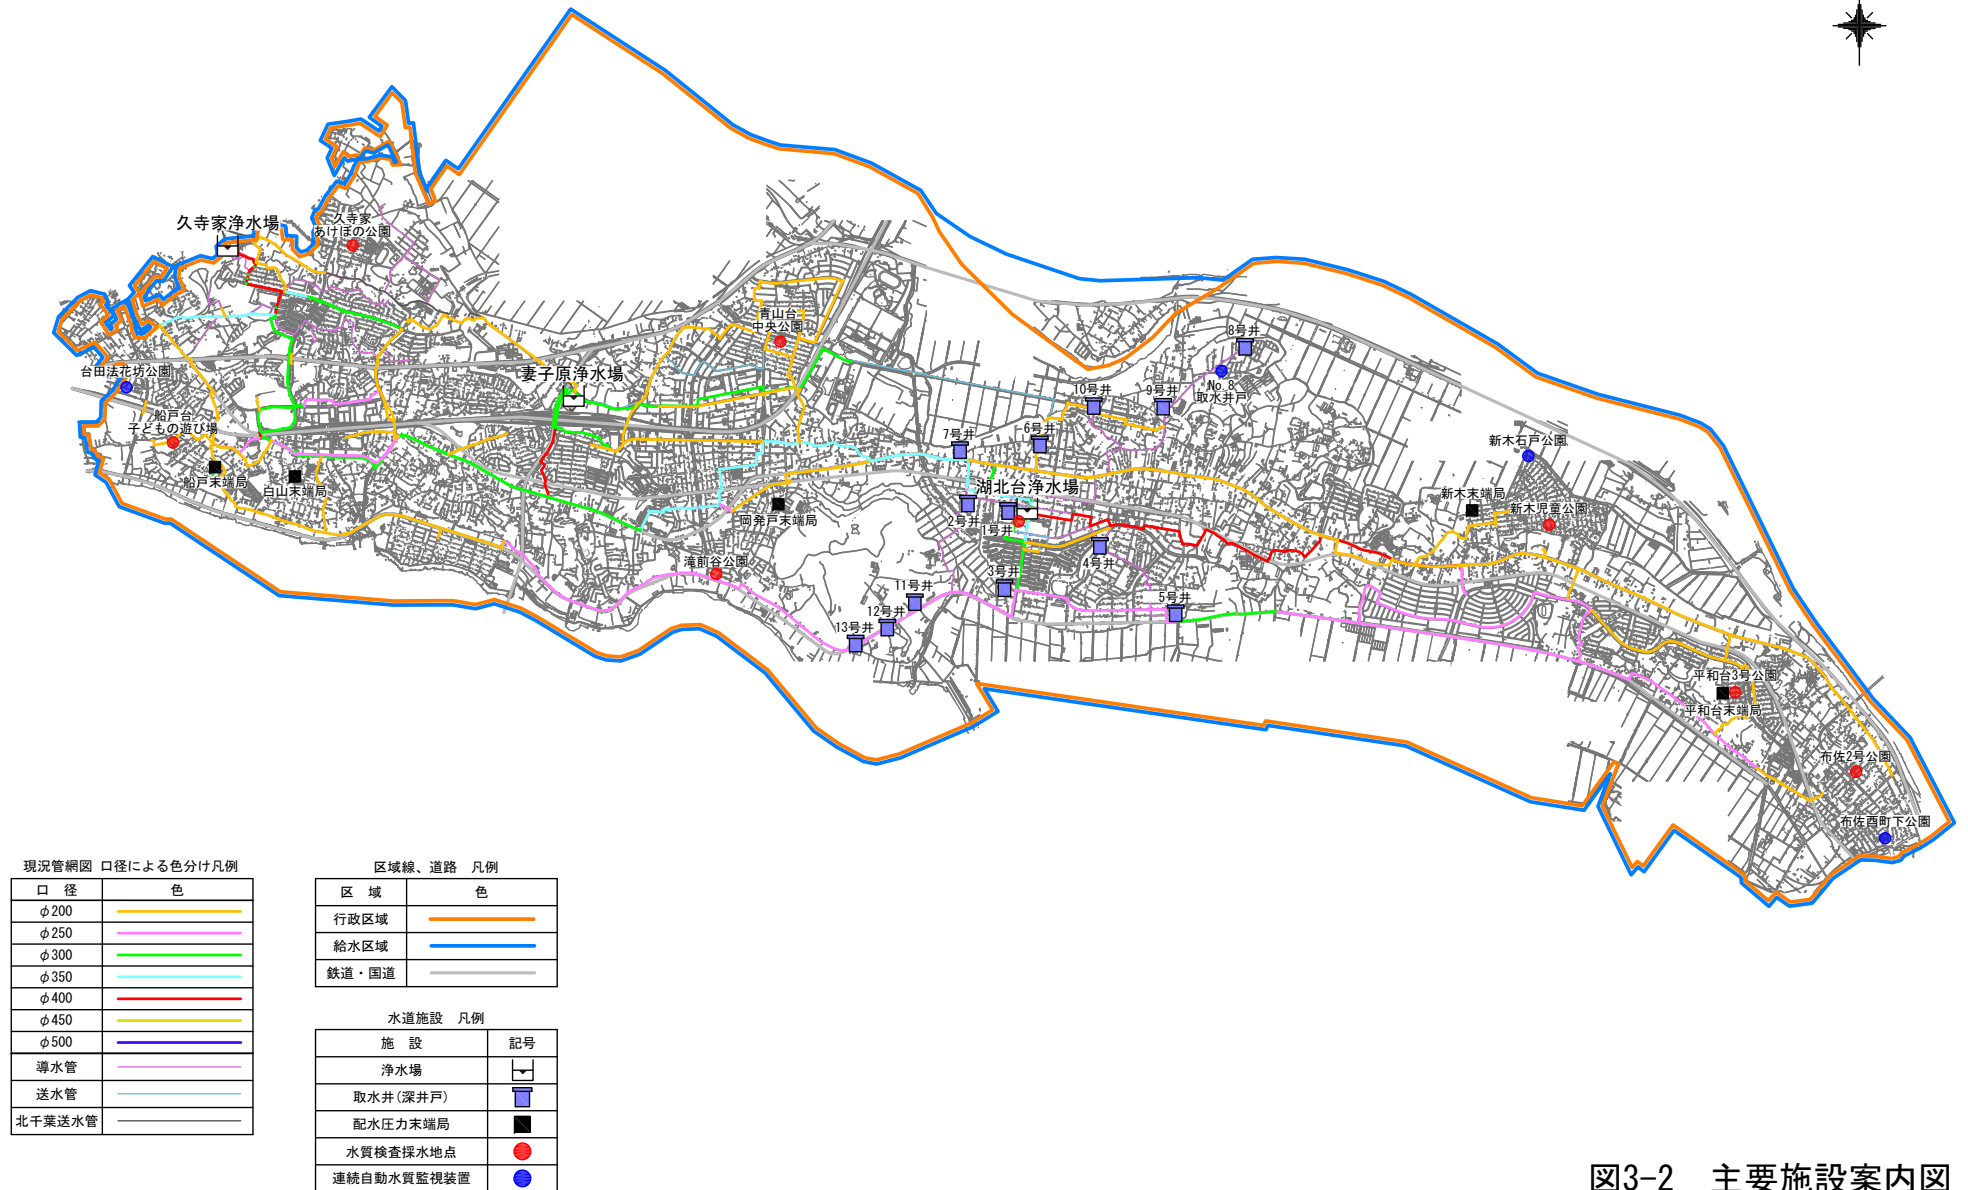 久寺家浄水場
久寺家
あけぼの公園
青山台
中央公園
妻子原浄水場
台田法花坊公園
船戸台
子どもの遊び場
船戸末端局
白山末端局
岡発戸末端局
滝前谷公園
7号井
6号井
10号井
9号井
8号井
No.8
取水井戸
湖北台浄水場
2号井
1号井
3号井
4号井
5号井
11号井
12号井
13号井
新木石戸公園
新木末端局
新木児童公園
平和台3号公園
平和台末端局
布佐2号公園
布佐酉町下公園
現況管網図 口径による色分け凡例
口 径 色
φ200
φ250
φ300
φ350
φ400
φ450
φ500
導水管
送水管
北千葉送水管
区域線、道路 凡例
区 域 色
行政区域
給水区域
鉄道・国道
水道施設 凡例
施 設 記号
浄水場
取水井(深井戸)
配水圧力末端局
水質検査採水地点
連続自動水質監視装置
図3-2 主要施設案内図